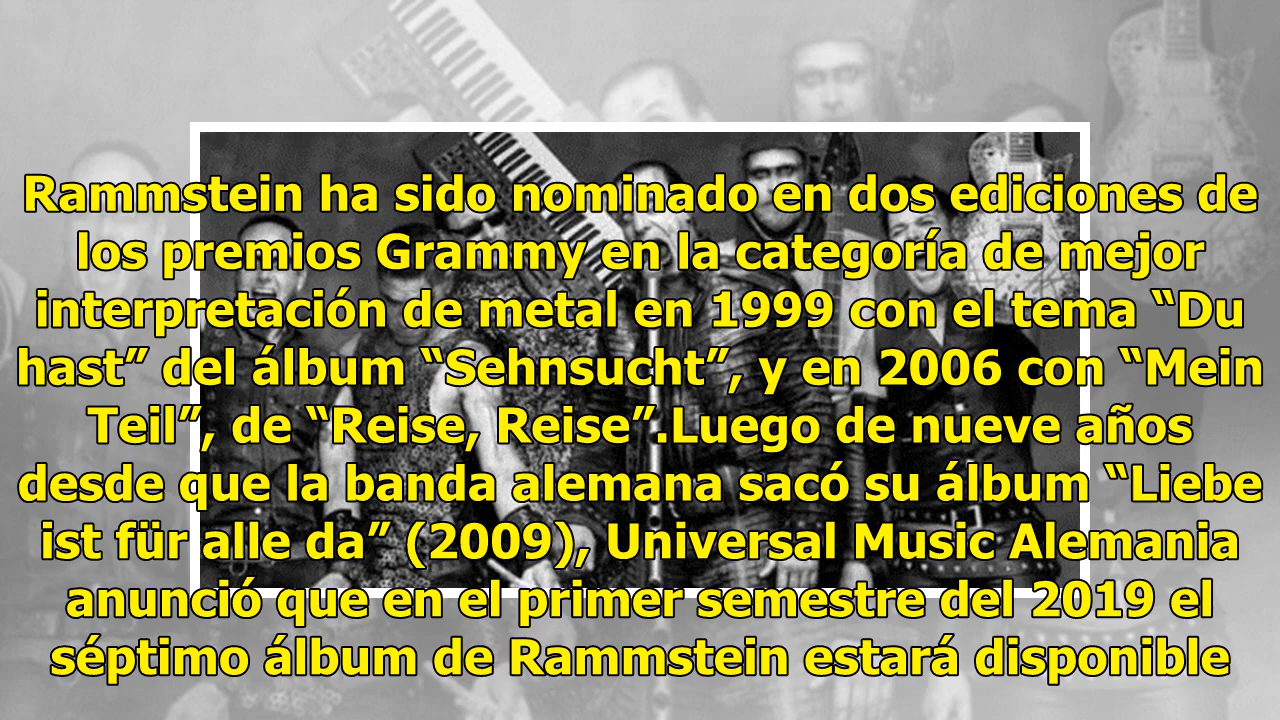 Rammstein ha sido nominado en dos ediciones de
los premios Grammy en la categoría de mejor
interpretación de metal en 1999 con el tema “Du
hast” del álbum “Sehnsucht”, y en 2006 con “Mein
Teil”, de “Reise, Reise”.Luego de nueve años
desde que la banda alemana sacó su álbum “Liebe
ist für alle da” (2009), Universal Music Alemania
anunció que en el primer semestre del 2019 el
séptimo álbum de Rammstein estará disponible